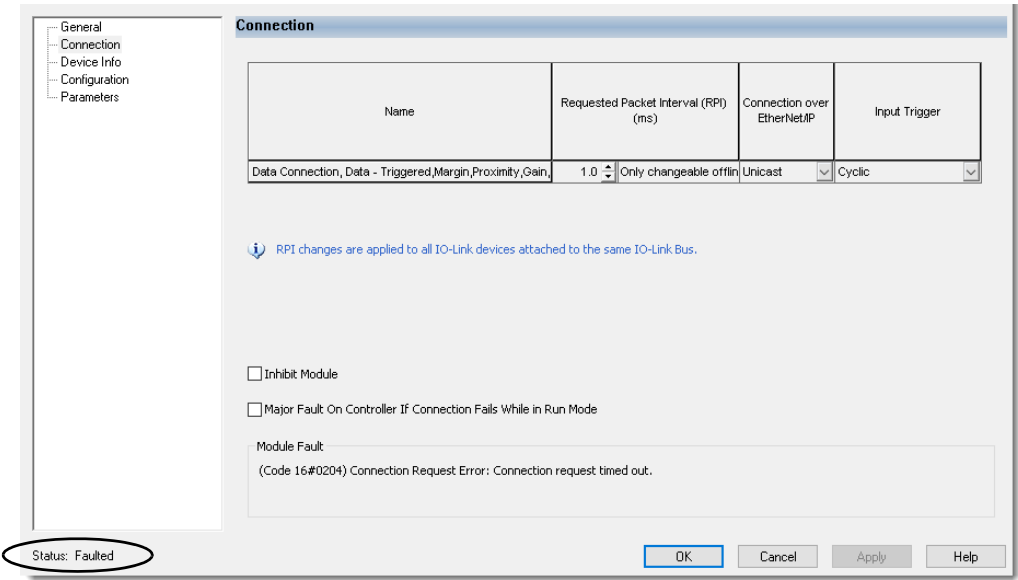 General
Connection
Device Info
Configuration
Parameters
Connection
Name
Requested Packet Interval (RPI)
(ms)
Connection over
EtherNet/IP
Input Trigger
Data Connection, Data - Triggered,Margin,Proximity,Gain,
1.0
Only changeable offlin
Unicast
Cyclic
RPI changes are applied to all IO-Link devices attached to the same IO-Link Bus.
Inhibit Module
Major Fault On Controller If Connection Fails While in Run Mode
Module Fault
(Code 16#0204) Connection Request Error: Connection request timed out.
Status: Faulted
OK
Cancel
Apply
Help